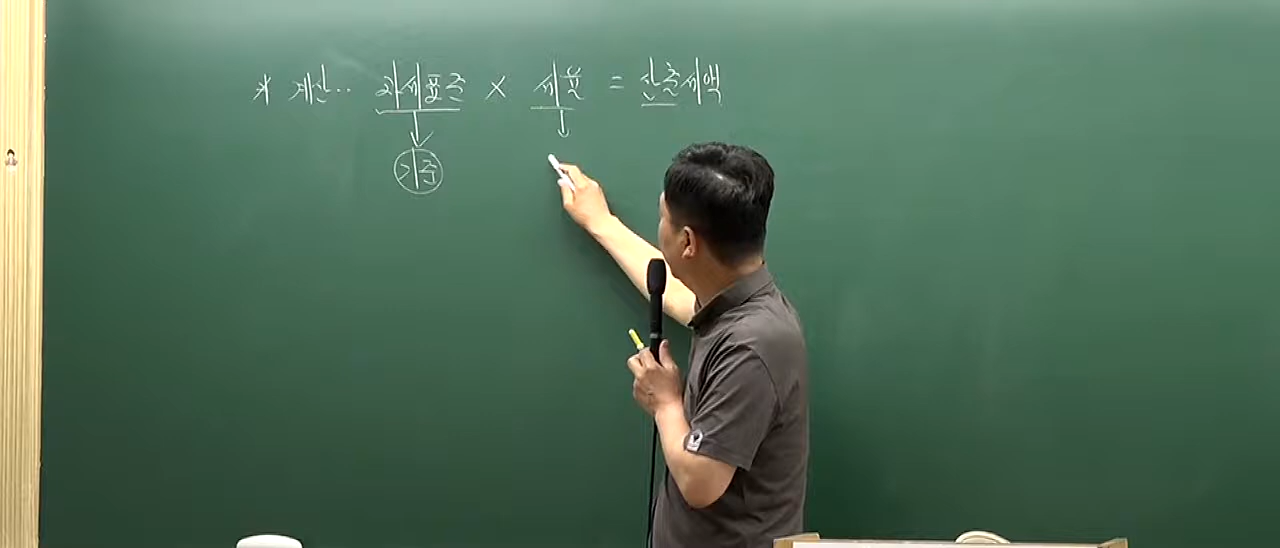 * 계산.. 과세표준 × 세율 = 산출세액
↓ ↓
기준